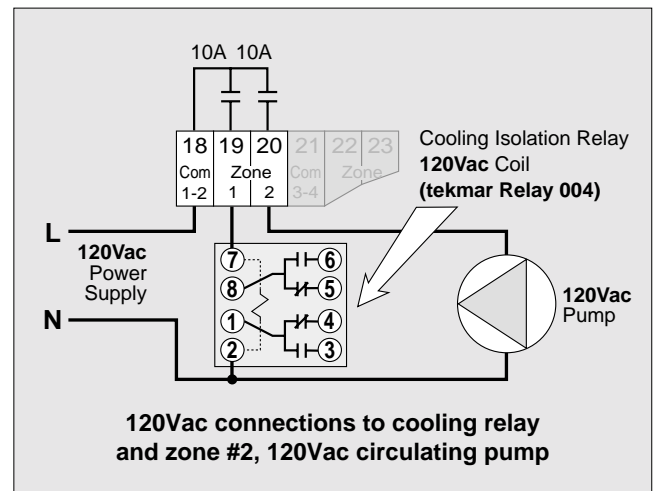 10A 10A
18 19 20 21 22 23
Com Zone Com Zone
1-2 1 2 3-4
Cooling Isolation Relay
120Vac Coil
(tekmar Relay 004)
L
120Vac
Power
Supply
N
7 6
8 5
1 4
2 3
120Vac
Pump
120Vac connections to cooling relay
and zone #2, 120Vac circulating pump